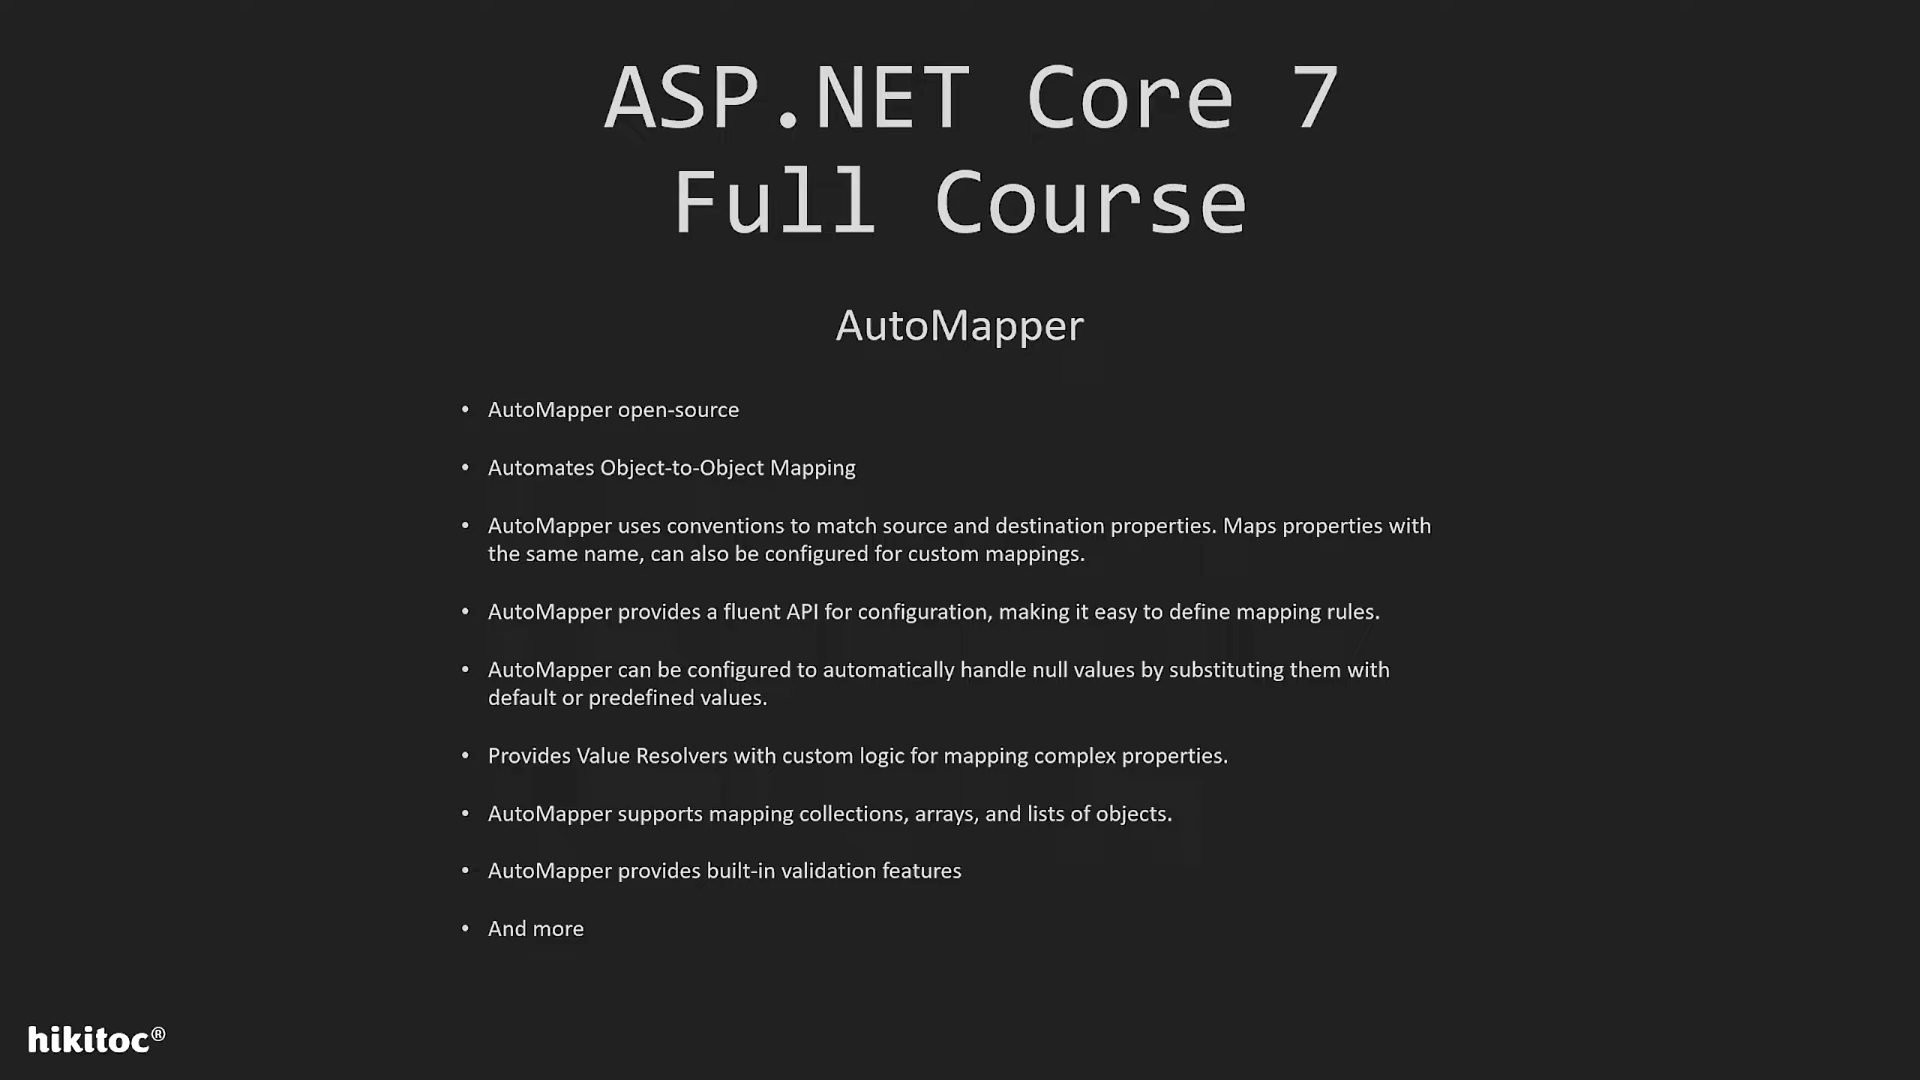 ASP.NET Core 7
Full Course
AutoMapper
• AutoMapper open-source
• Automates Object-to-Object Mapping
• AutoMapper uses conventions to match source and destination properties. Maps properties with
the same name, can also be configured for custom mappings.
• AutoMapper provides a fluent API for configuration, making it easy to define mapping rules.
• AutoMapper can be configured to automatically handle null values by substituting them with
default or predefined values.
• Provides Value Resolvers with custom logic for mapping complex properties.
• AutoMapper supports mapping collections, arrays, and lists of objects.
• AutoMapper provides built-in validation features
• And more
hikitoc®